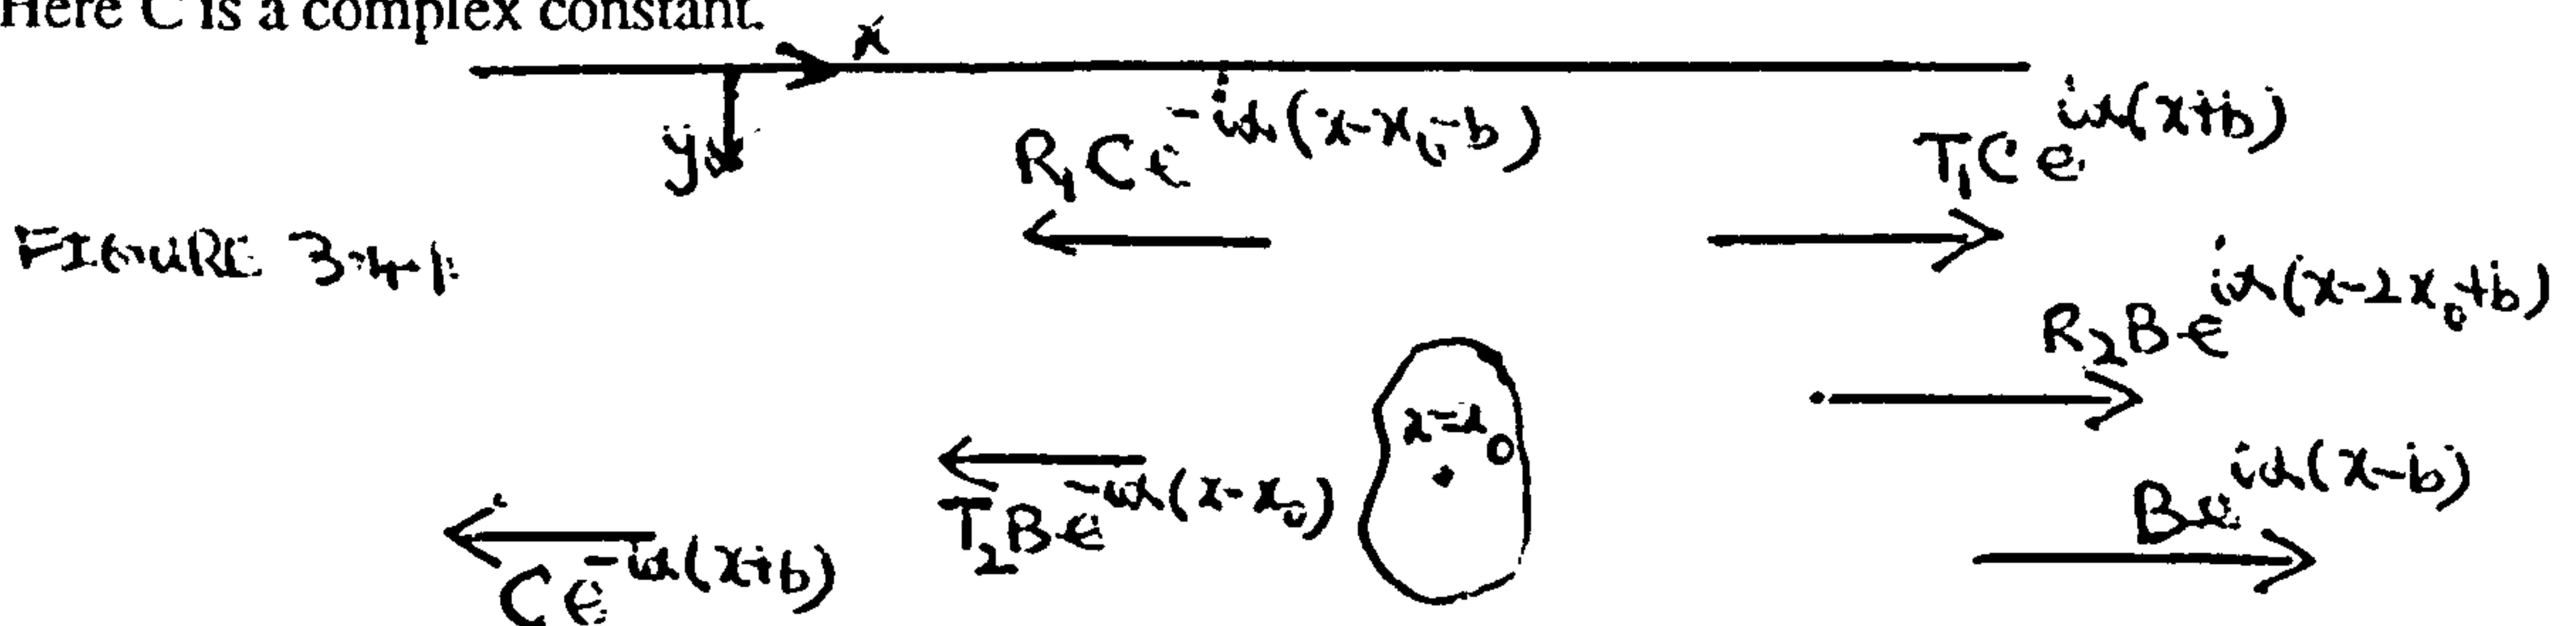 Here C is a complex constant.
x
y
R₁Ce^{-iα(x-x₀-b)}
T₁Ce^{iα(x+b)}
FIGURE 3·4·1
R₂Be^{iα(x-2x₀+b)}
x=x₀
T₂Be^{-iα(x-x₀)}
Be^{iα(x-b)}
Ce^{-iα(x+b)}